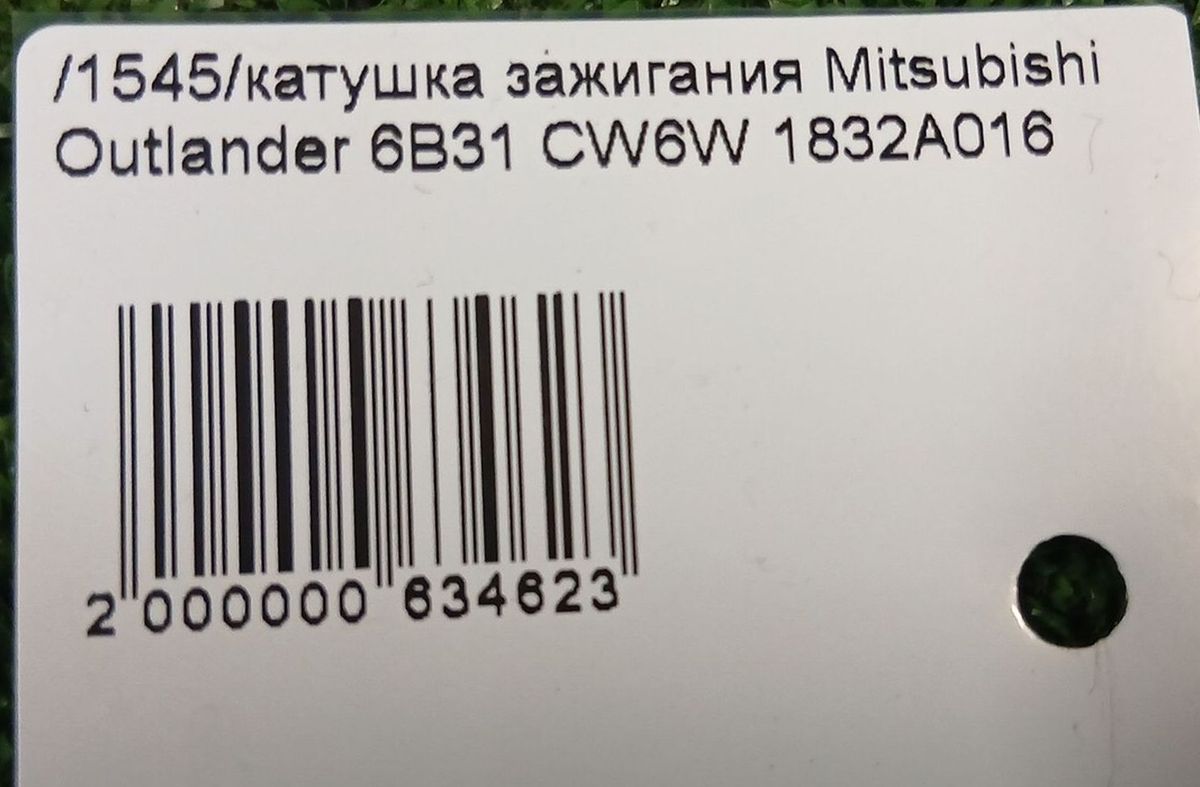 /1545/катушка зажигания Mitsubishi
Outlander 6B31 CW6W 1832A016
2 000000 634623